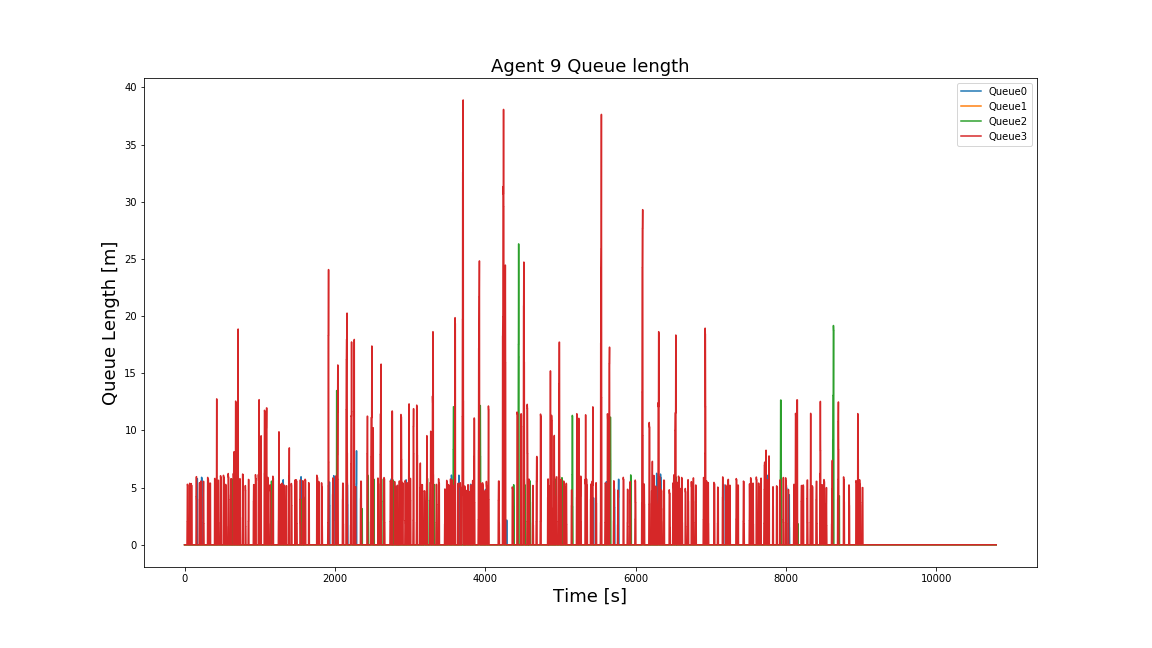 Agent 9 Queue length
Queue0
Queue1
Queue2
Queue3
40
35
30
25
20
15
10
5
0
Queue Length [m]
0 2000 4000 6000 8000 10000
Time [s]